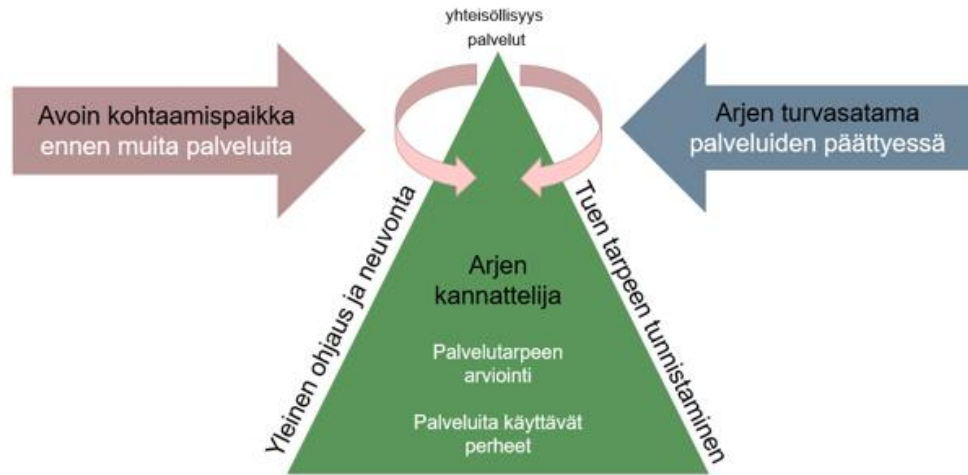 yhteisöllisyys
palvelut
Avoin kohtaamispaikka
ennen muita palveluita
Arjen turvasatama
palveluiden päättyessä
Yleinen ohjaus ja neuvonta
Tuen tarpeen tunnistaminen
Arjen
kannattelija
Palvelutarpeen
arviointi
Palveluita käyttävät
perheet